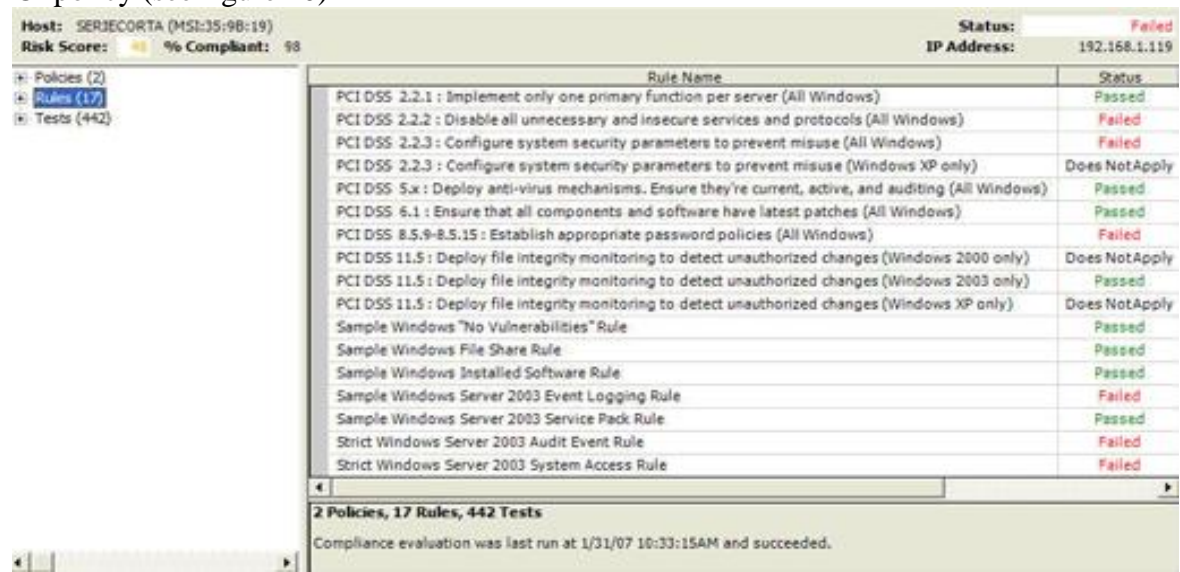 Host: SERIECORTA (MSI:35:9B:19)
Status: Failed
Risk Score: % Compliant: 98
IP Address: 192.168.1.119
Policies (2)
Rules (17)
Tests (442)
Rule Name Status
PCI DSS 2.2.1 : Implement only one primary function per server (All Windows) Passed
PCI DSS 2.2.2 : Disable all unnecessary and insecure services and protocols (All Windows) Failed
PCI DSS 2.2.3 : Configure system security parameters to prevent misuse (All Windows) Failed
PCI DSS 2.2.3 : Configure system security parameters to prevent misuse (Windows XP only) Does NotApply
PCI DSS 5.x : Deploy anti-virus mechanisms. Ensure they're current, active, and auditing (All Windows) Passed
PCI DSS 6.1 : Ensure that all components and software have latest patches (All Windows) Passed
PCI DSS 8.5.9-8.5.15 : Establish appropriate password policies (All Windows) Failed
PCI DSS 11.5 : Deploy file integrity monitoring to detect unauthorized changes (Windows 2000 only) Does NotApply
PCI DSS 11.5 : Deploy file integrity monitoring to detect unauthorized changes (Windows 2003 only) Passed
PCI DSS 11.5 : Deploy file integrity monitoring to detect unauthorized changes (Windows XP only) Does NotApply
Sample Windows "No Vulnerabilities" Rule Passed
Sample Windows File Share Rule Passed
Sample Windows Installed Software Rule Passed
Sample Windows Server 2003 Event Logging Rule Failed
Sample Windows Server 2003 Service Pack Rule Passed
Strict Windows Server 2003 Audit Event Rule Failed
Strict Windows Server 2003 System Access Rule Failed
2 Policies, 17 Rules, 442 Tests
Compliance evaluation was last run at 1/31/07 10:33:15AM and succeeded.